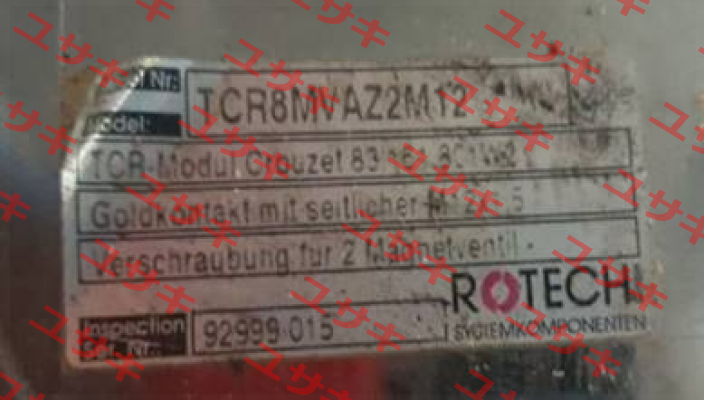 Nr:
TCR8MVAZ2M12
Model:
TCR-Modul Crouzet 83 161
Goldkontakt mit seitlicher
Verschraubung für 2 Magnetventil
ROTECH
Inspection
92999-015
SYSTEMKOMPONENTEN
Ser. Nr.:
ユサキ